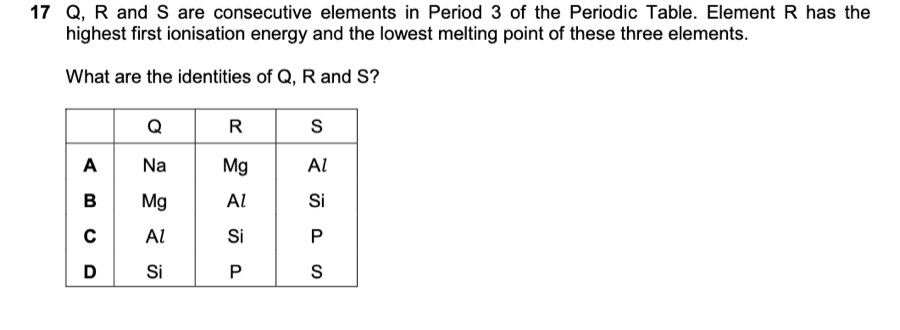 17 Q, R and S are consecutive elements in Period 3 of the Periodic Table. Element R has the
highest first ionisation energy and the lowest melting point of these three elements.
What are the identities of Q, R and S?
Q R S
A Na Mg Al
B Mg Al Si
C Al Si P
D Si P S